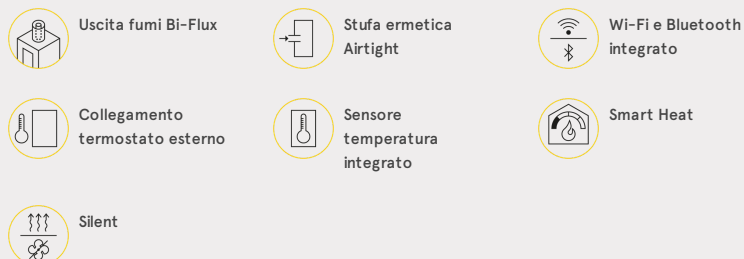 Uscita fumi Bi-Flux
Stufa ermetica
Airtight
Wi-Fi e Bluetooth
integrato
Collegamento
termostato esterno
Sensore
temperatura
integrato
Smart Heat
Silent